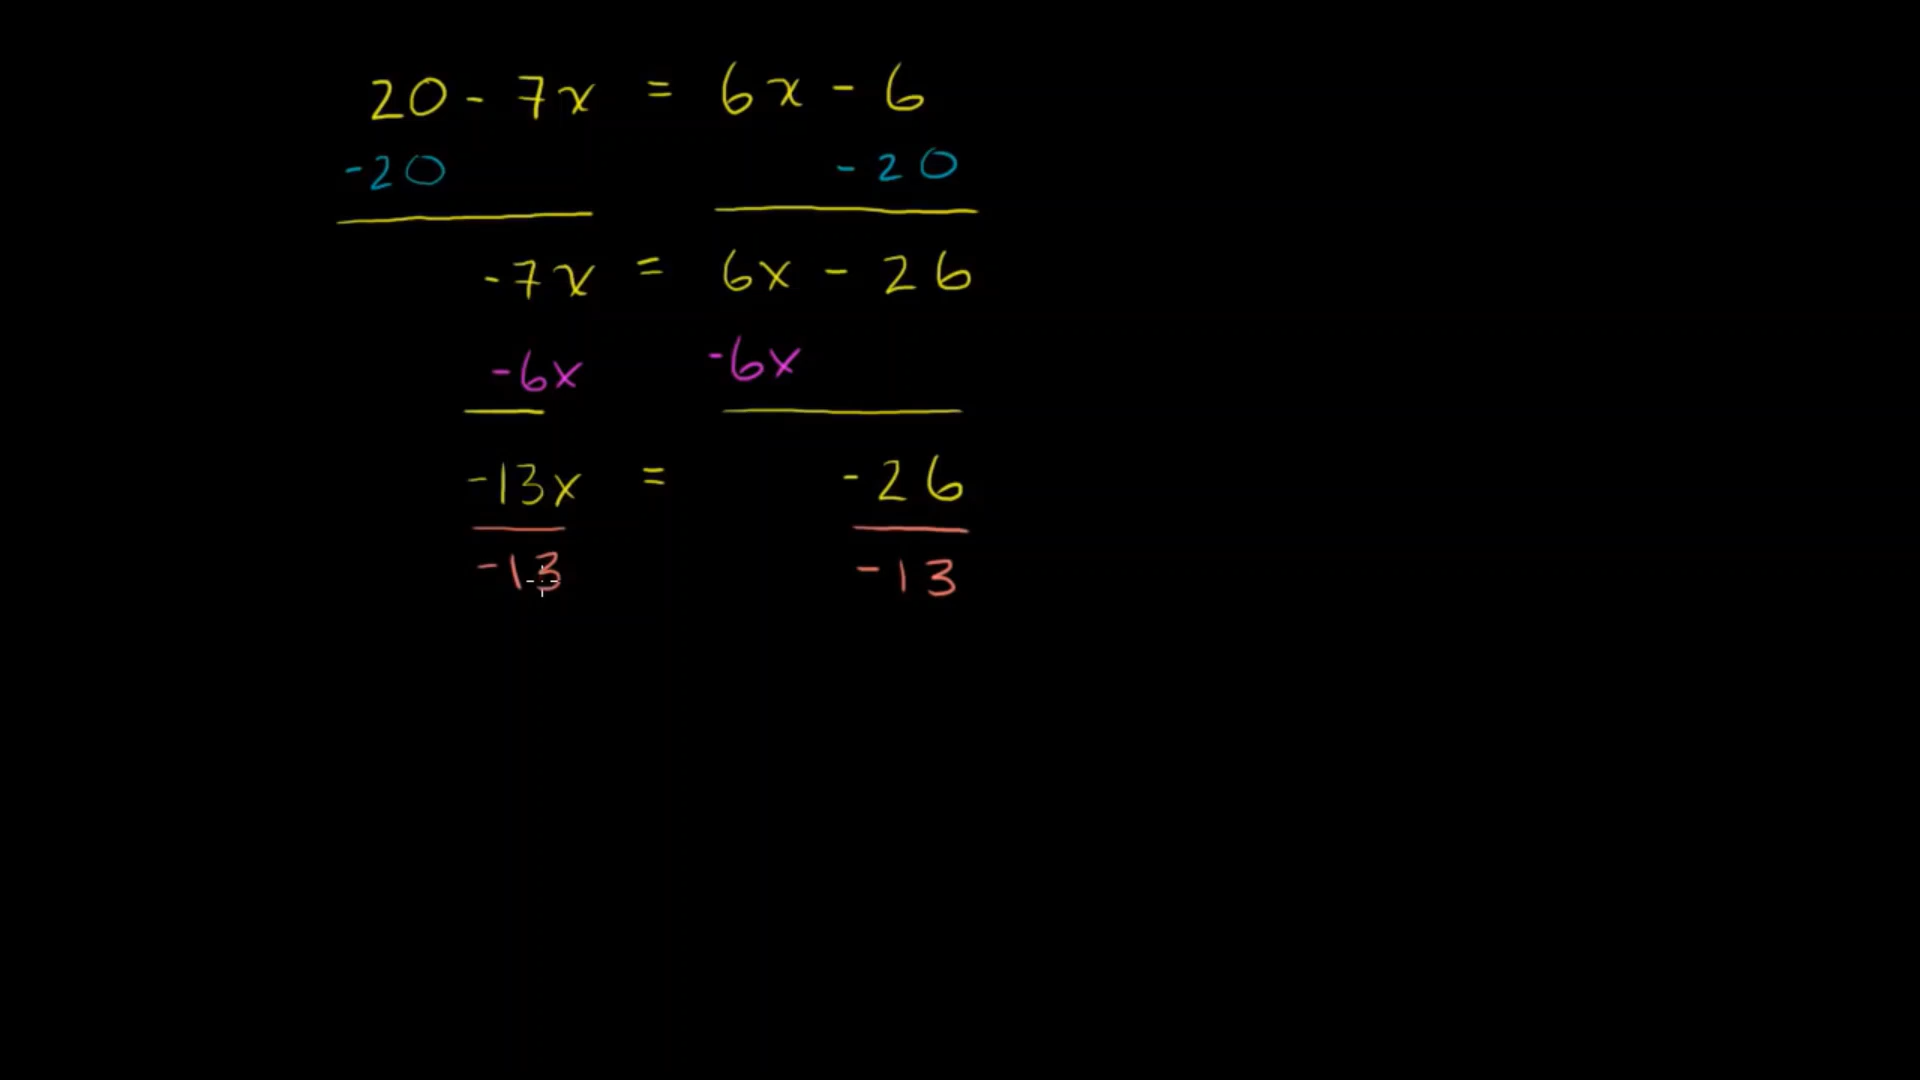 20 - 7x = 6x - 6
-20 -20
-7x = 6x - 26
-6x -6x
-13x = -26
-13 -13